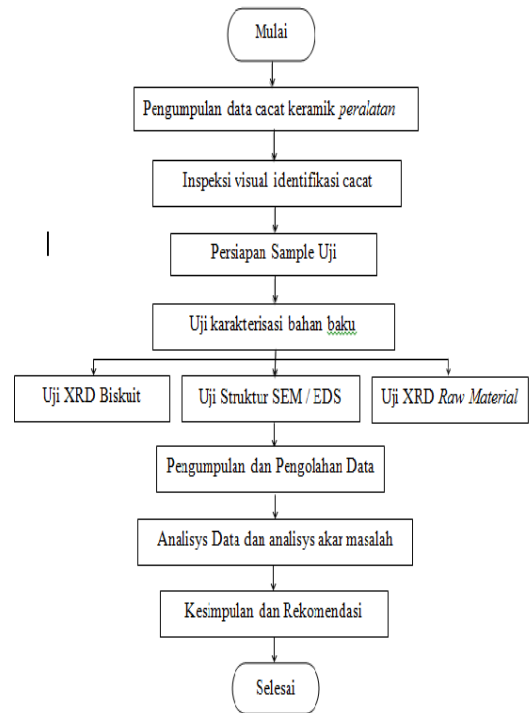 Mulai
Pengumpulan data cacat keramik peralatan
Inspeksi visual identifikasi cacat
Persiapan Sample Uji
Uji karakterisasi bahan baku
Uji XRD Biskuit
Uji Struktur SEM / EDS
Uji XRD Raw Material
Pengumpulan dan Pengolahan Data
Analisys Data dan analisys akar masalah
Kesimpulan dan Rekomendasi
Selesai